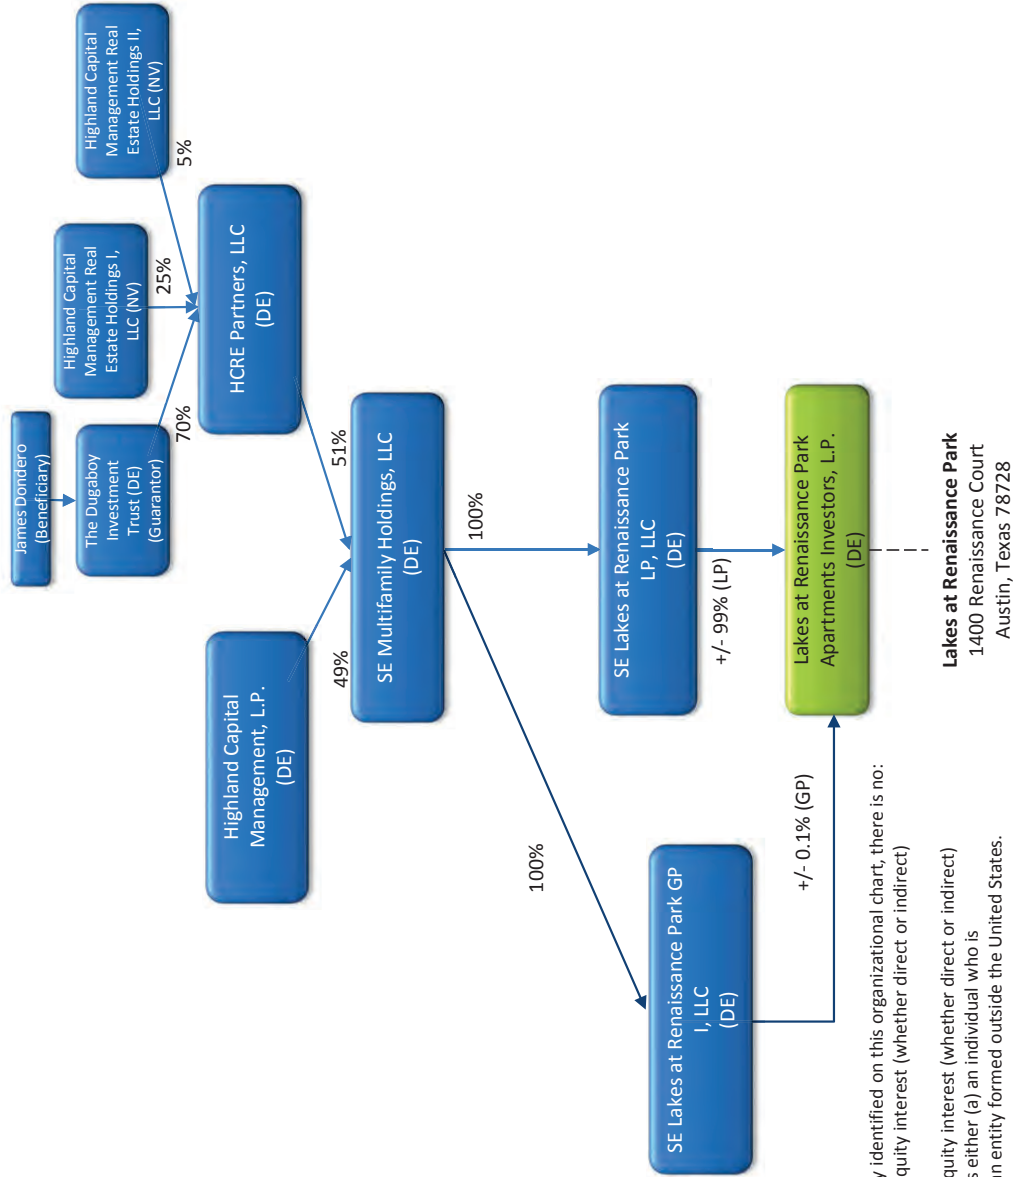 James Dondero
(Beneficiary)
The Dugaboy
Investment
Trust (DE)
(Guarantor)
Highland Capital
Management Real
Estate Holdings I,
LLC (NV)
Highland Capital
Management Real
Estate Holdings II,
LLC (NV)
70%
25%
5%
Highland Capital
Management, L.P.
(DE)
HCRE Partners, LLC
(DE)
49%
51%
SE Multifamily Holdings, LLC
(DE)
100%
100%
SE Lakes at Renaissance Park GP
I, LLC
(DE)
SE Lakes at Renaissance Park
LP, LLC
(DE)
+/- 0.1% (GP)
+/- 99% (LP)
Lakes at Renaissance Park
Apartments Investors, L.P.
(DE)
Lakes at Renaissance Park
1400 Renaissance Court
Austin, Texas 78728
y identified on this organizational chart, there is no:
quity interest (whether direct or indirect)
quity interest (whether direct or indirect)
s either (a) an individual who is
n entity formed outside the United States.